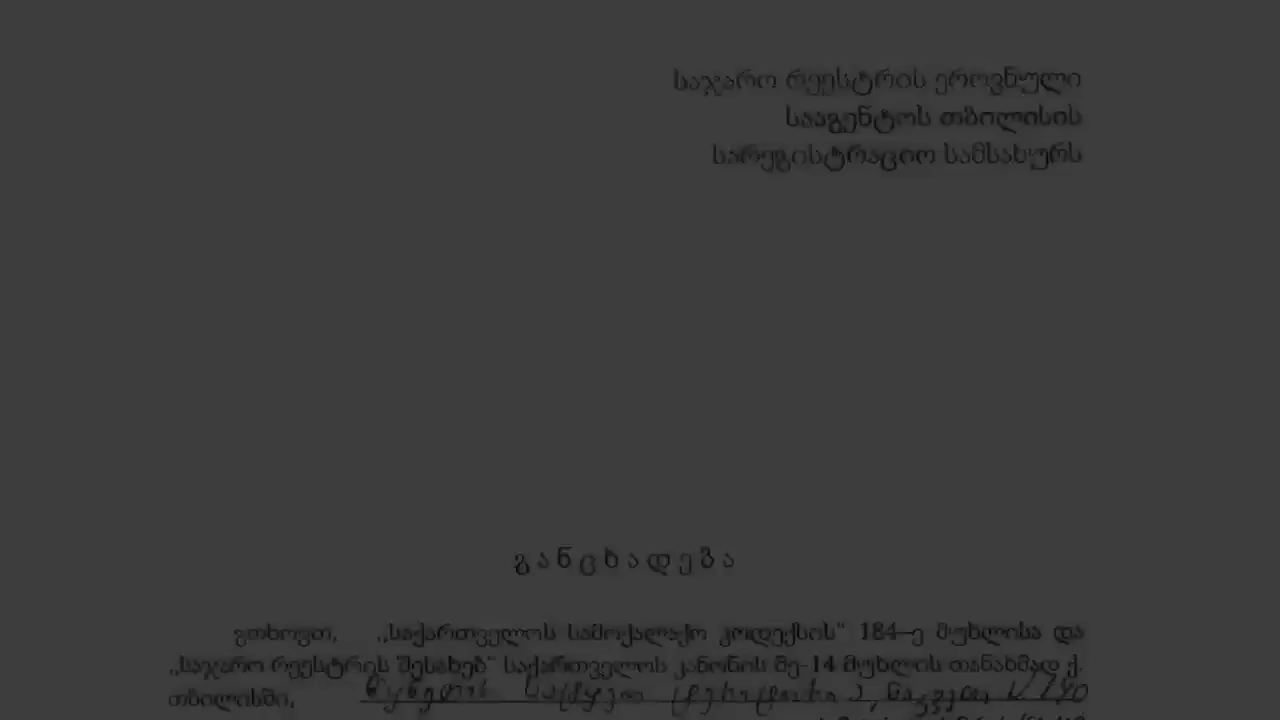 საჯარო რეესტრის ეროვნული
სააგენტოს თბილისის
სარეგისტრაციო სამსახურს
განცხადება
გთხოვთ, ,,საქართველოს სამოქალაქო კოდექსის“ 184–ე მუხლისა და
,,საჯარო რეესტრის შესახებ“ საქართველოს კანონის მე-14 მუხლის თანახმად ქ.
თბილისში,